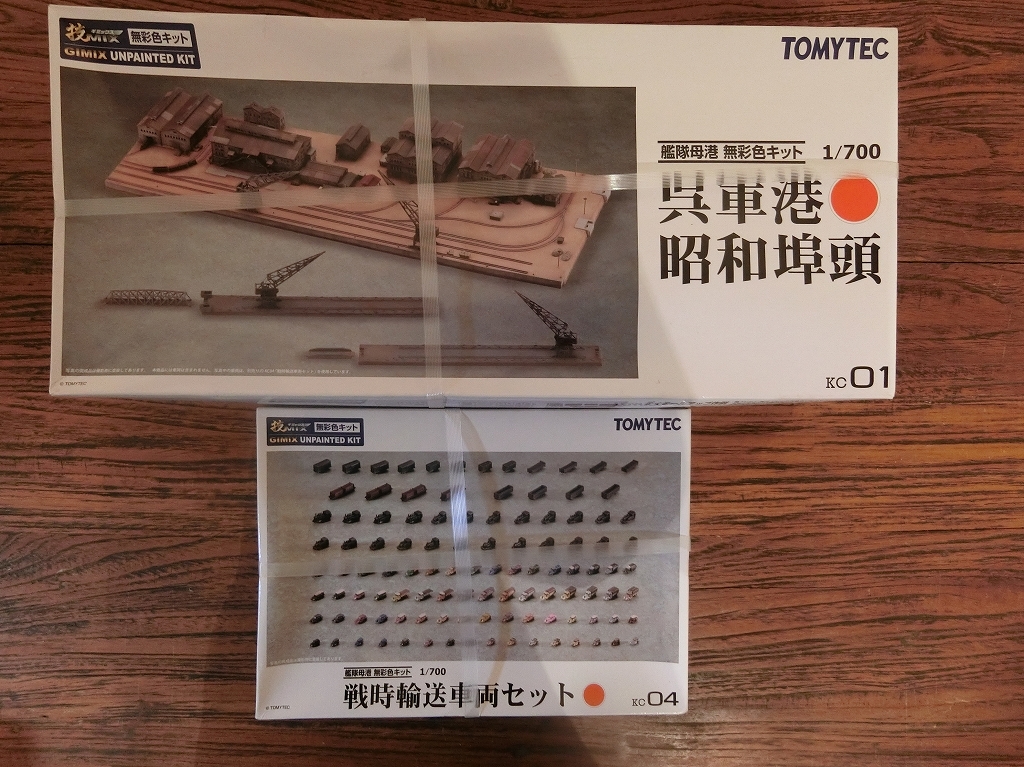 技MIX 無彩色キット
GIMIX UNPAINTED KIT
TOMYTEC
艦隊母港 無彩色キット 1/700
呉軍港
昭和埠頭
© TOMYTEC
KC01
技MIX 無彩色キット
GIMIX UNPAINTED KIT
TOMYTEC
艦隊母港 無彩色キット 1/700
戦時輸送車両セット
© TOMYTEC
KC04